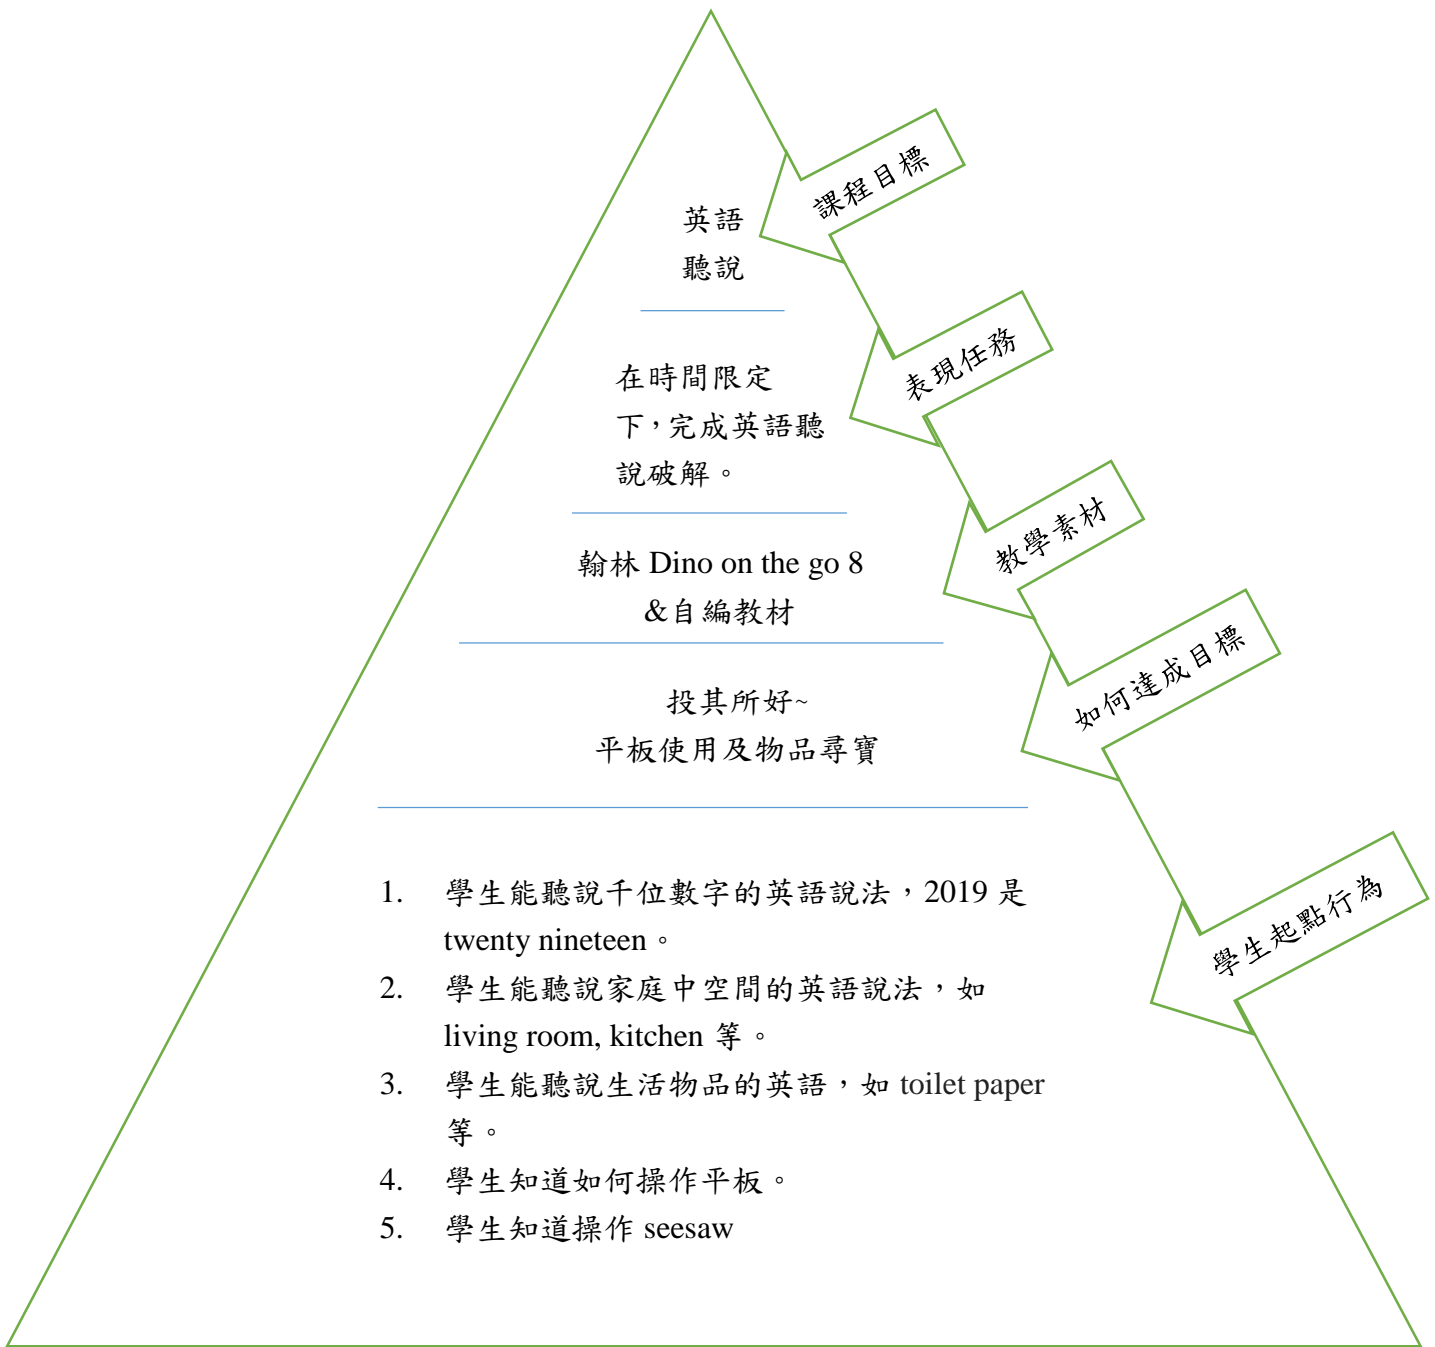 課程目標
英語
聽說
表現任務
在時間限定
下，完成英語聽
說破解。
教學素材
翰林 Dino on the go 8
&自編教材
如何達成目標
投其所好~
平板使用及物品尋寶
學生起點行為
1. 學生能聽說千位數字的英語說法，2019 是
twenty nineteen。
2. 學生能聽說家庭中空間的英語說法，如
living room, kitchen 等。
3. 學生能聽說生活物品的英語，如 toilet paper
等。
4. 學生知道如何操作平板。
5. 學生知道操作 seesaw